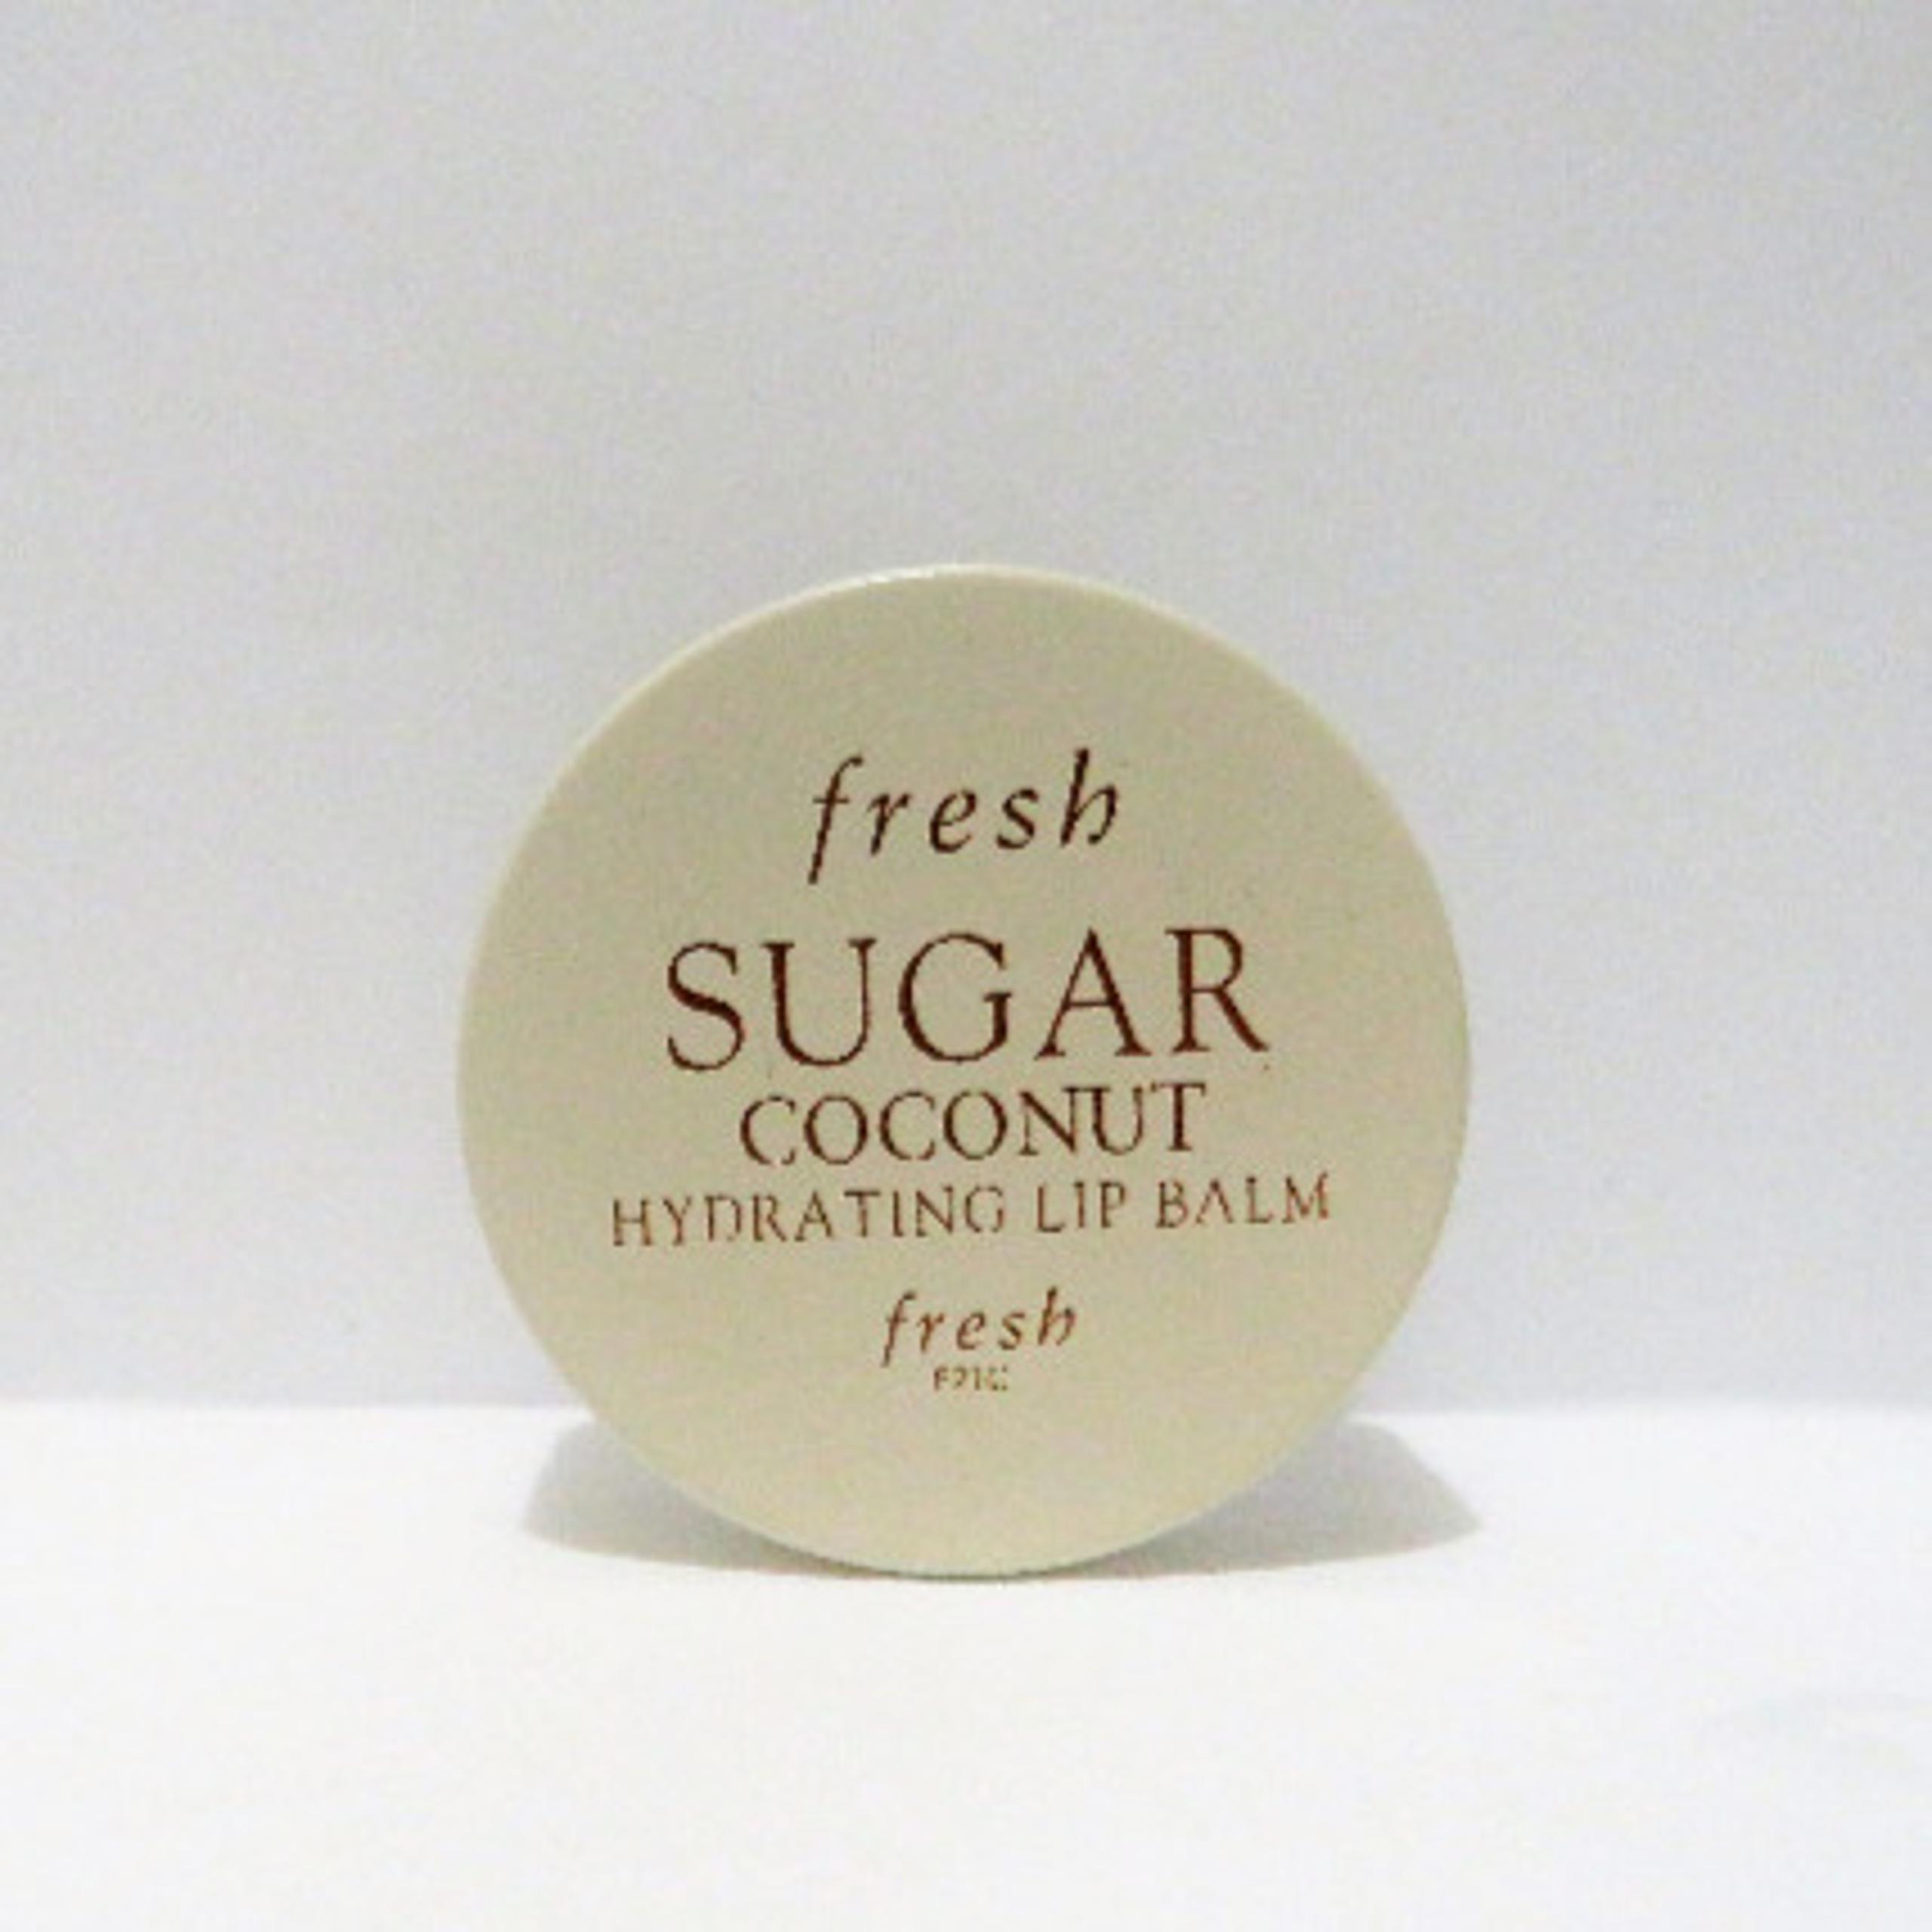 fresh
SUGAR
COCONUT
HYDRATING LIP BALM
fresh